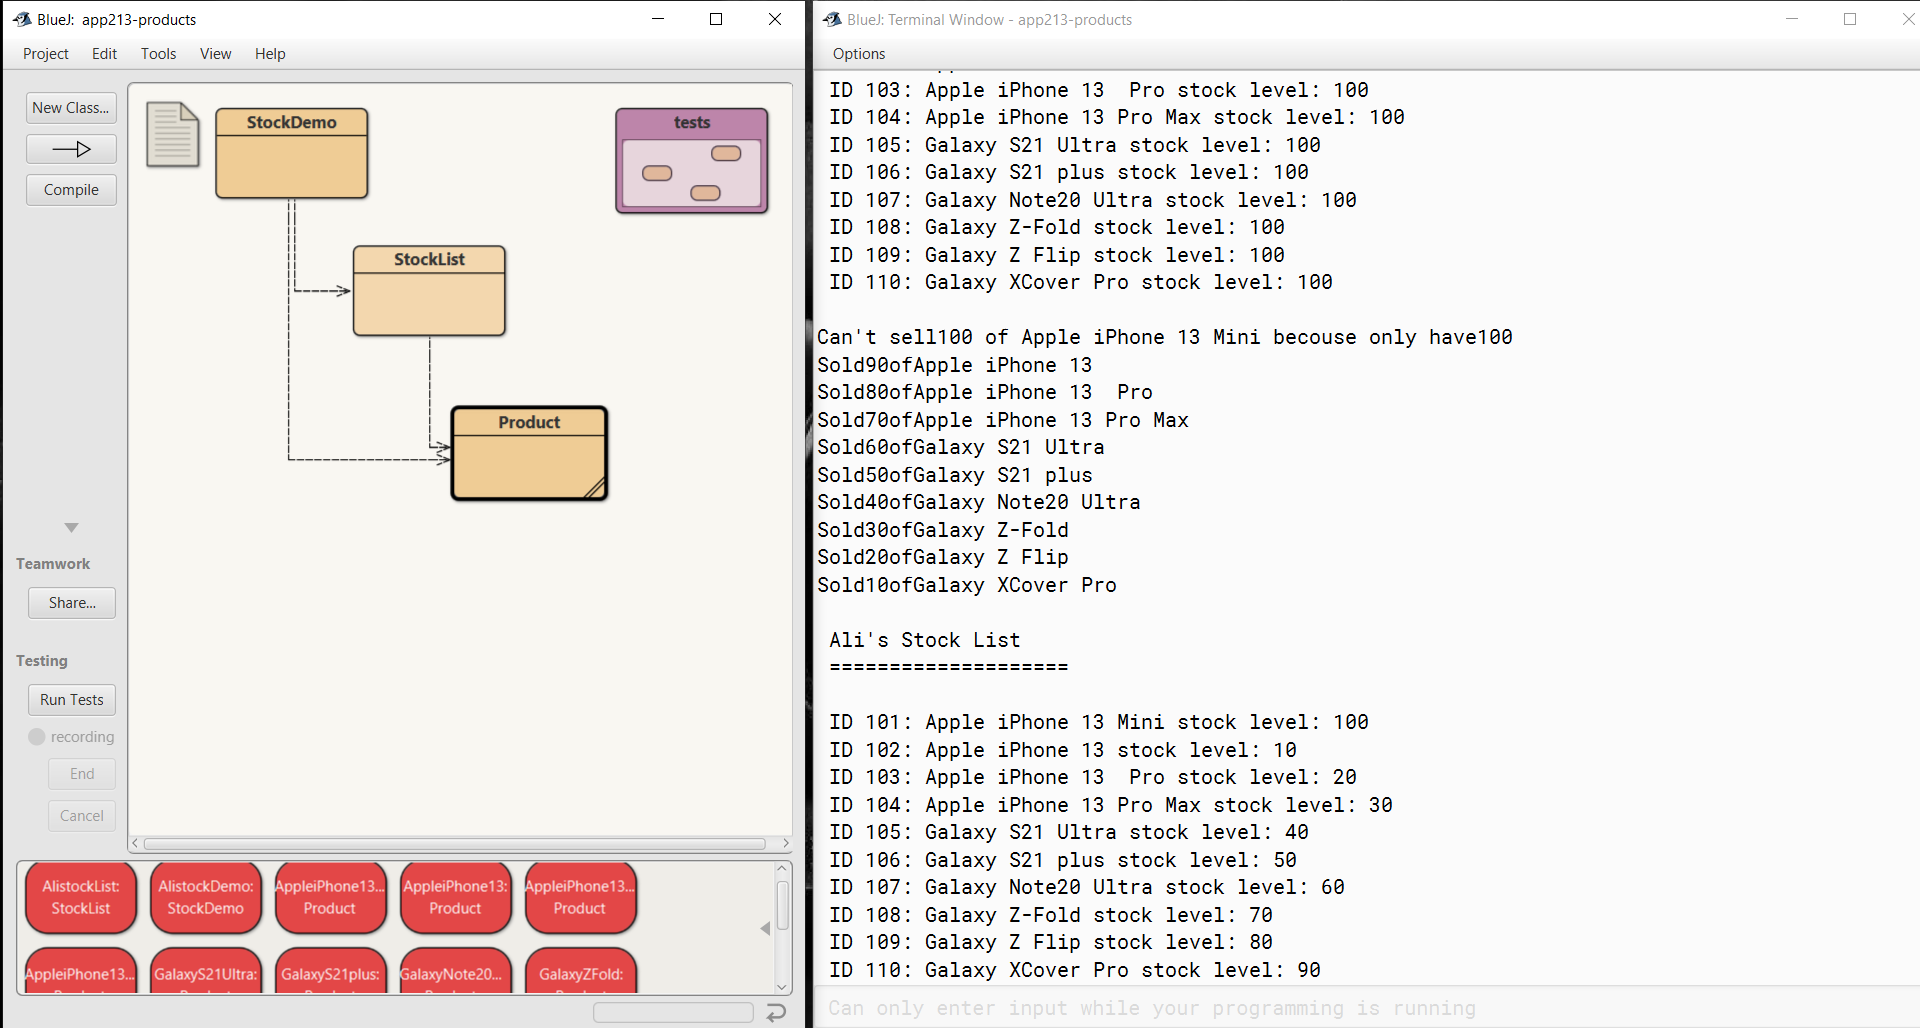 BlueJ: app213-products
Project Edit Tools View Help
New Class...
Compile
StockDemo
tests
StockList
Product
Teamwork
Share...
Testing
Run Tests
recording
End
Cancel
AlistockList:
StockList
AlistockDemo:
StockDemo
AppleiPhone13...
Product
AppleiPhone13:
Product
AppleiPhone13...
Product
AppleiPhone13...
GalaxyS21Ultra:
GalaxyS21plus:
GalaxyNote20...
GalaxyZFold:
BlueJ: Terminal Window - app213-products
Options
ID 103: Apple iPhone 13  Pro stock level: 100
ID 104: Apple iPhone 13 Pro Max stock level: 100
ID 105: Galaxy S21 Ultra stock level: 100
ID 106: Galaxy S21 plus stock level: 100
ID 107: Galaxy Note20 Ultra stock level: 100
ID 108: Galaxy Z-Fold stock level: 100
ID 109: Galaxy Z Flip stock level: 100
ID 110: Galaxy XCover Pro stock level: 100
Can't sell100 of Apple iPhone 13 Mini becouse only have100
Sold90ofApple iPhone 13
Sold80ofApple iPhone 13  Pro
Sold70ofApple iPhone 13 Pro Max
Sold60ofGalaxy S21 Ultra
Sold50ofGalaxy S21 plus
Sold40ofGalaxy Note20 Ultra
Sold30ofGalaxy Z-Fold
Sold20ofGalaxy Z Flip
Sold10ofGalaxy XCover Pro
Ali's Stock List
====================
ID 101: Apple iPhone 13 Mini stock level: 100
ID 102: Apple iPhone 13 stock level: 10
ID 103: Apple iPhone 13  Pro stock level: 20
ID 104: Apple iPhone 13 Pro Max stock level: 30
ID 105: Galaxy S21 Ultra stock level: 40
ID 106: Galaxy S21 plus stock level: 50
ID 107: Galaxy Note20 Ultra stock level: 60
ID 108: Galaxy Z-Fold stock level: 70
ID 109: Galaxy Z Flip stock level: 80
ID 110: Galaxy XCover Pro stock level: 90
Can only enter input while your programming is running